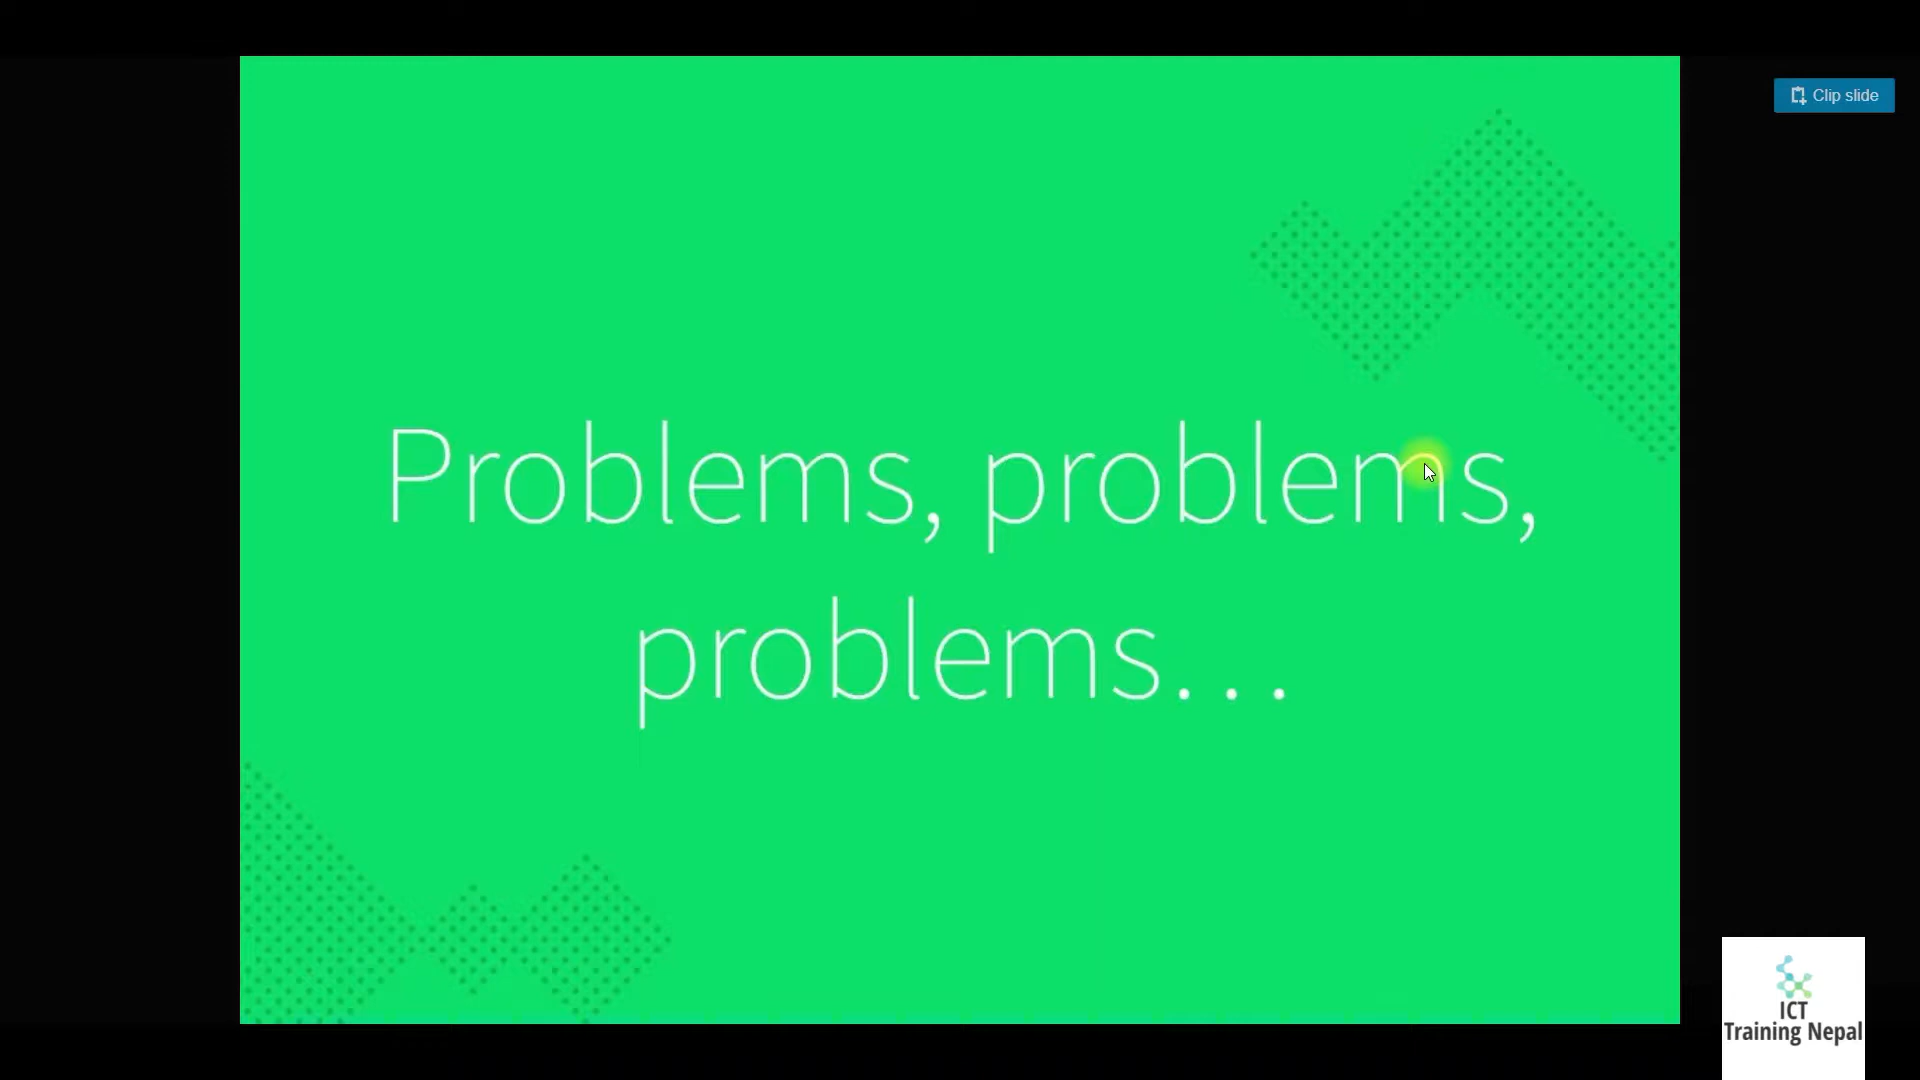 Clip slide
Problems, problems,
problems...
ICT
Training Nepal